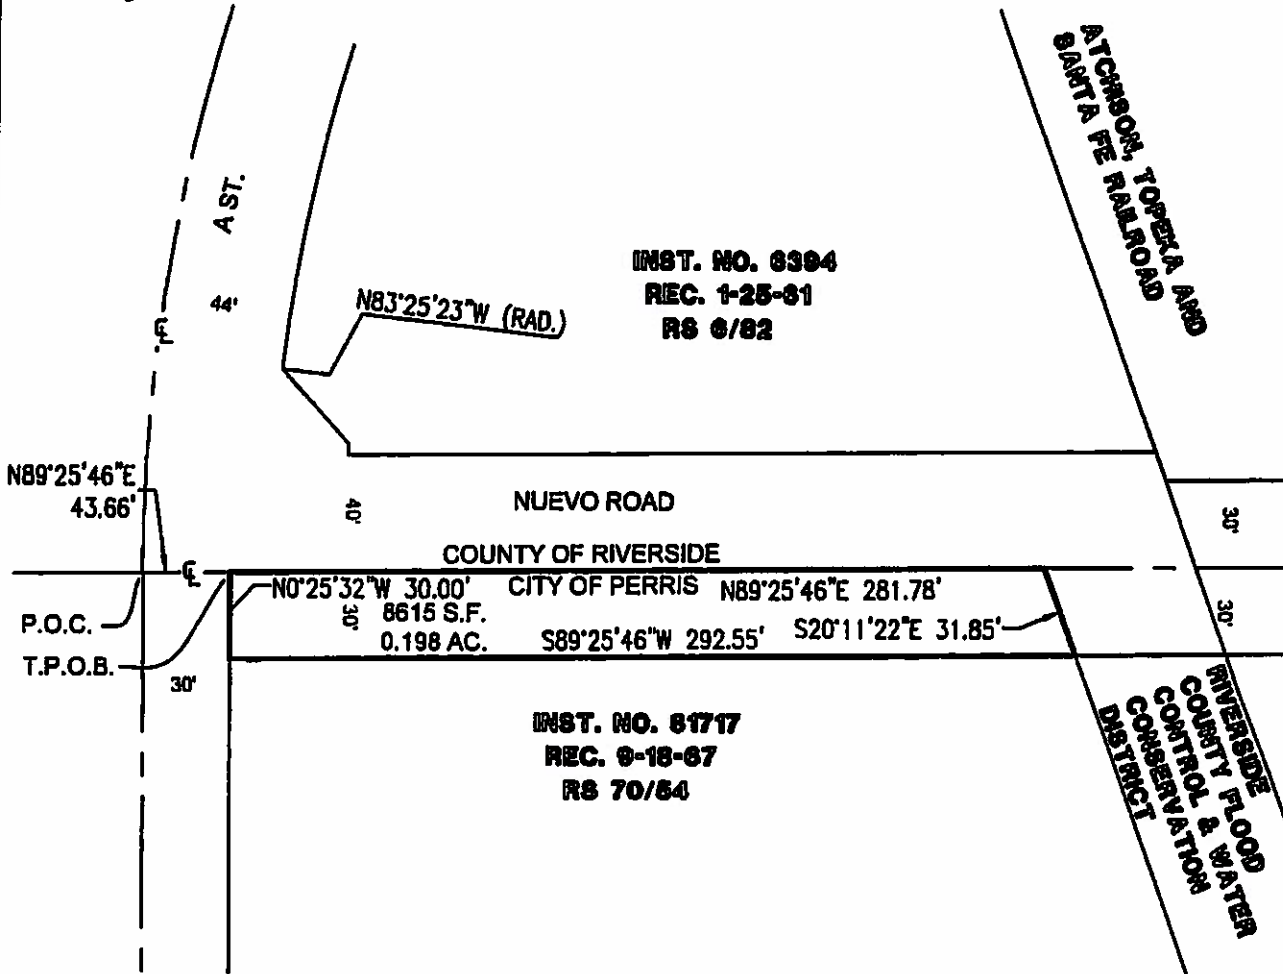 ATCHISON, TOPEKA AND
SANTA FE RAILROAD
A ST.
44'
INST. NO. 6394
REC. 1-25-61
RS 6/82
N83°25'23"W (RAD.)
℄
N89°25'46"E
43.66'
40'
NUEVO ROAD
30'
COUNTY OF RIVERSIDE
℄
CITY OF PERRIS
N0°25'32"W 30.00'
N89°25'46"E 281.78'
30'
8615 S.F.
0.198 AC.
S89°25'46"W 292.55'
S20°11'22"E 31.85'
30'
P.O.C.
T.P.O.B.
30'
INST. NO. 81717
REC. 9-18-67
RS 70/54
RIVERSIDE
COUNTY FLOOD
CONTROL & WATER
CONSERVATION
DISTRICT